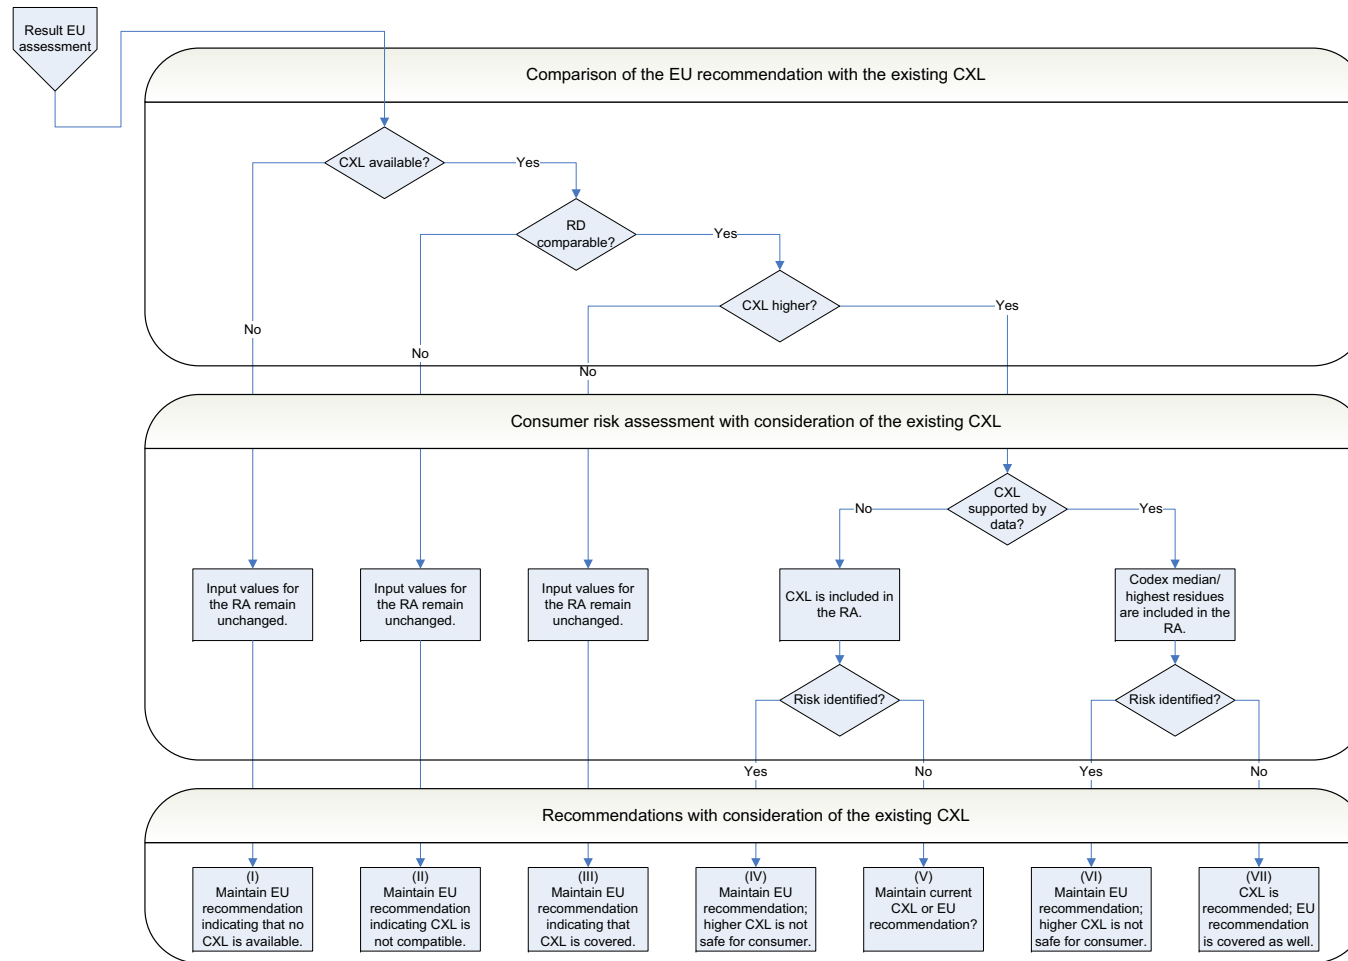 Result EU
assessment
Comparison of the EU recommendation with the existing CXL
CXL available?
Yes
RD
comparable?
Yes
CXL higher?
Yes
No
No
No
Consumer risk assessment with consideration of the existing CXL
CXL
supported by
data?
No
Yes
Input values for
the RA remain
unchanged.
Input values for
the RA remain
unchanged.
Input values for
the RA remain
unchanged.
CXL is included in
the RA.
Codex median/
highest residues
are included in the
RA.
Risk identified?
Risk identified?
Yes
No
Yes
No
Recommendations with consideration of the existing CXL
(I)
Maintain EU
recommendation
indicating that no
CXL is available.
(II)
Maintain EU
recommendation
indicating CXL is
not compatible.
(III)
Maintain EU
recommendation
indicating that
CXL is covered.
(IV)
Maintain EU
recommendation;
higher CXL is not
safe for consumer.
(V)
Maintain current
CXL or EU
recommendation?
(VI)
Maintain EU
recommendation;
higher CXL is not
safe for consumer.
(VII)
CXL is
recommended; EU
recommendation
is covered as well.